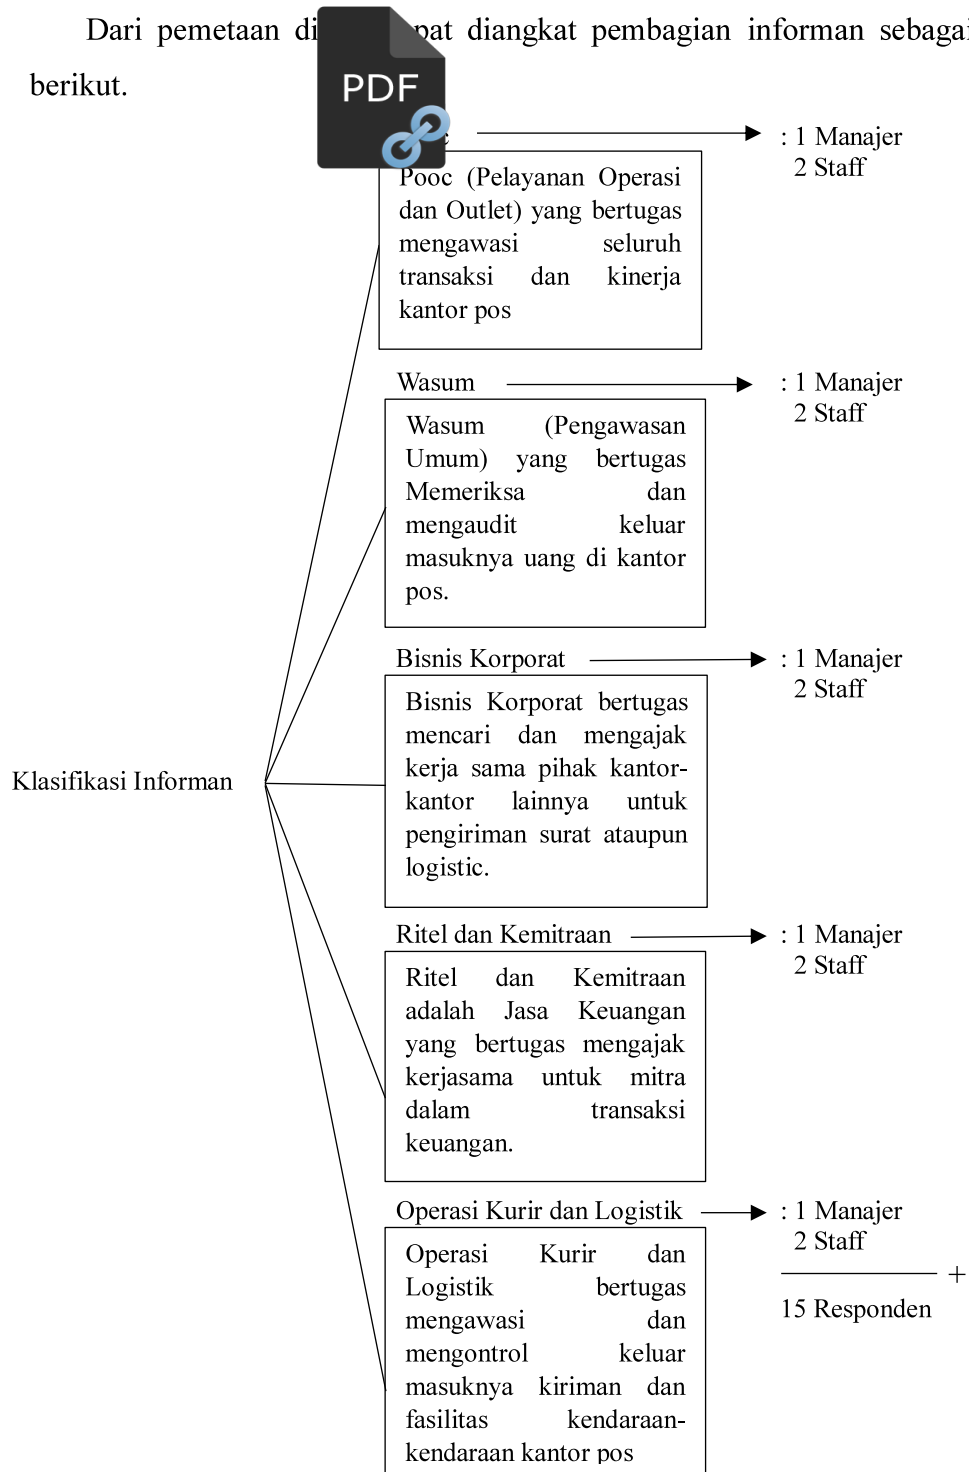 Dari pemetaan di pat diangkat pembagian informan sebagai
berikut.
PDF
: 1 Manajer
2 Staff
Pooc (Pelayanan Operasi
dan Outlet) yang bertugas
mengawasi seluruh
transaksi dan kinerja
kantor pos
Wasum : 1 Manajer
2 Staff
Wasum (Pengawasan
Umum) yang bertugas
Memeriksa dan
mengaudit keluar
masuknya uang di kantor
pos.
Bisnis Korporat : 1 Manajer
2 Staff
Bisnis Korporat bertugas
mencari dan mengajak
kerja sama pihak kantor-
kantor lainnya untuk
pengiriman surat ataupun
logistic.
Klasifikasi Informan
Ritel dan Kemitraan : 1 Manajer
2 Staff
Ritel dan Kemitraan
adalah Jasa Keuangan
yang bertugas mengajak
kerjasama untuk mitra
dalam transaksi
keuangan.
Operasi Kurir dan Logistik : 1 Manajer
2 Staff
+
15 Responden
Operasi Kurir dan
Logistik bertugas
mengawasi dan
mengontrol keluar
masuknya kiriman dan
fasilitas kendaraan-
kendaraan kantor pos